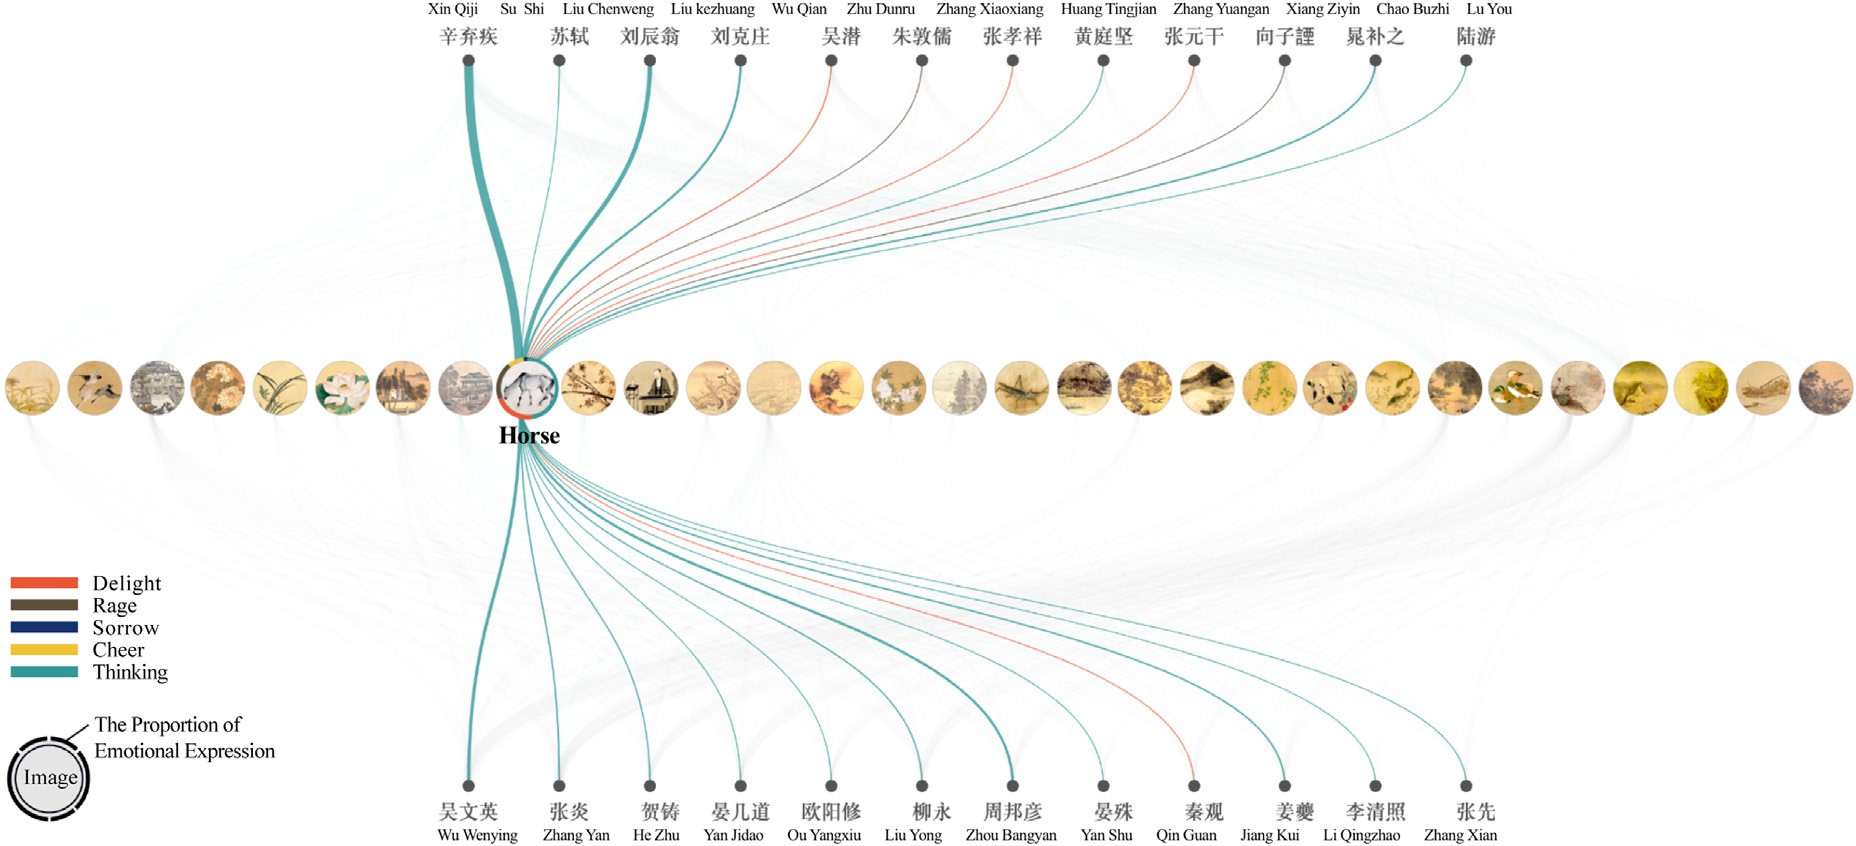 Xin Qiji Su Shi Liu Chenweng Liu kezhuang Wu Qian Zhu Dunru Zhang Xiaoxiang Huang Tingjian Zhang Yuangan Xiang Ziyin Chao Buzhi Lu You
辛弃疾 苏轼 刘辰翁 刘克庄 吴潜 朱敦儒 张孝祥 黄庭坚 张元干 向子諲 晁补之 陆游
Horse
Delight
Rage
Sorrow
Cheer
Thinking
The Proportion of
Emotional Expression
Image
吴文英 张炎 贺铸 晏几道 欧阳修 柳永 周邦彦 晏殊 秦观 姜夔 李清照 张先
Wu Wenying Zhang Yan He Zhu Yan Jidao Ou Yangxiu Liu Yong Zhou Bangyan Yan Shu Qin Guan Jiang Kui Li Qingzhao Zhang Xian